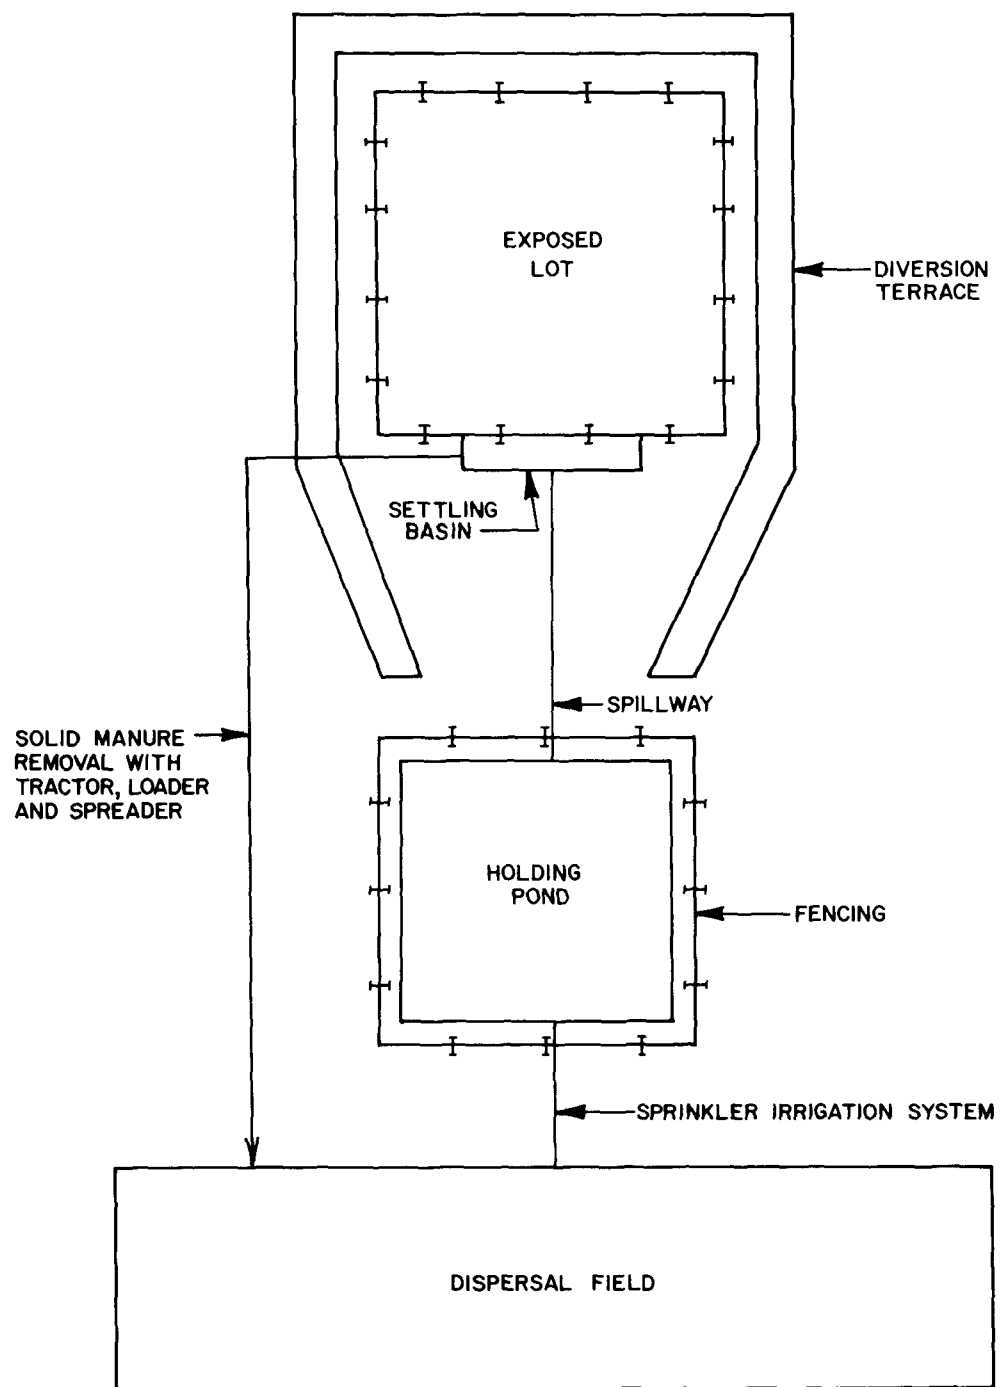 EXPOSED
LOT
DIVERSION
TERRACE
SETTLING
BASIN
SPILLWAY
SOLID MANURE
REMOVAL WITH
TRACTOR, LOADER
AND SPREADER
HOLDING
POND
FENCING
SPRINKLER IRRIGATION SYSTEM
DISPERSAL FIELD